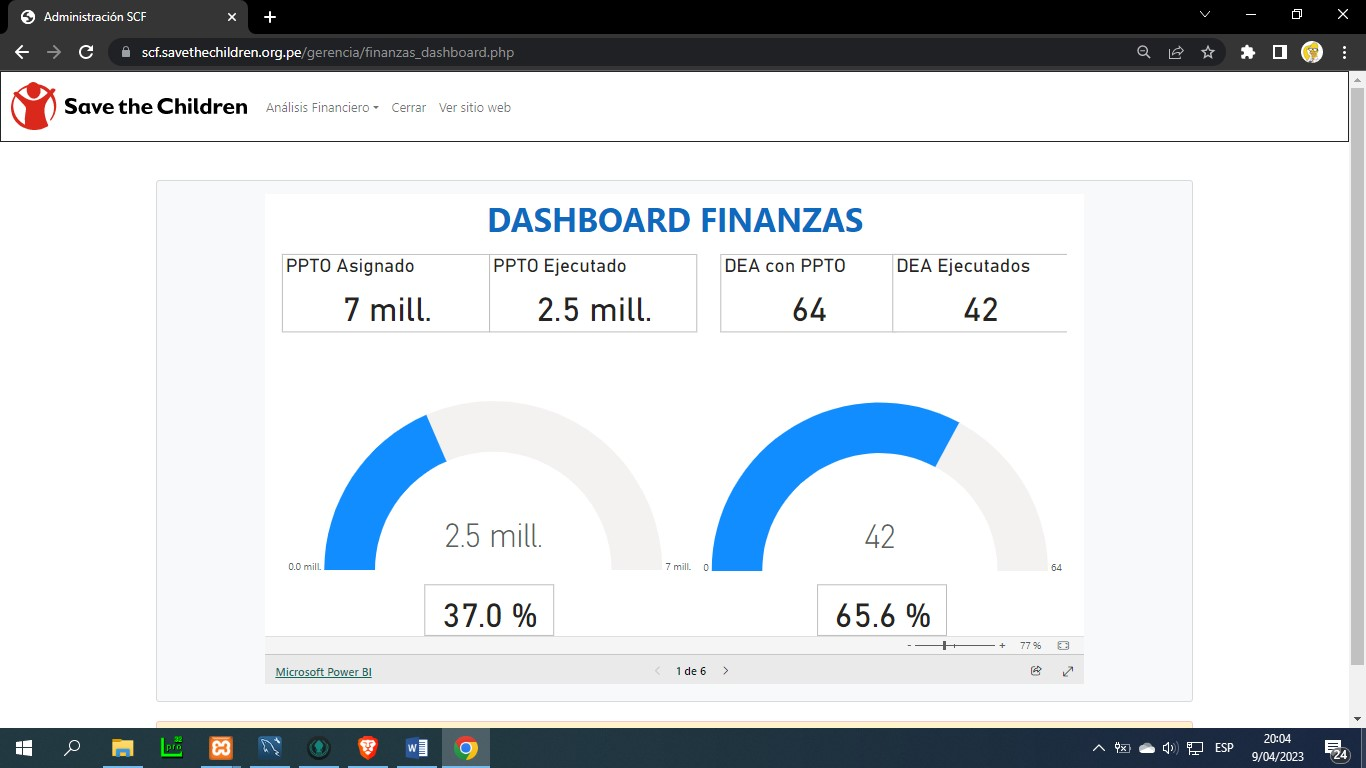 Administración SCF
scf.savethechildren.org.pe/gerencia/finanzas_dashboard.php
Save the Children Análisis Financiero Cerrar Ver sitio web
DASHBOARD FINANZAS
PPTO Asignado PPTO Ejecutado DEA con PPTO DEA Ejecutados
7 mill. 2.5 mill. 64 42
2.5 mill. 42
0.0 mill. 7 mill. 0 64
37.0 % 65.6 %
- + 77 %
Microsoft Power BI 1 de 6
ESP 20:04
9/04/2023 24